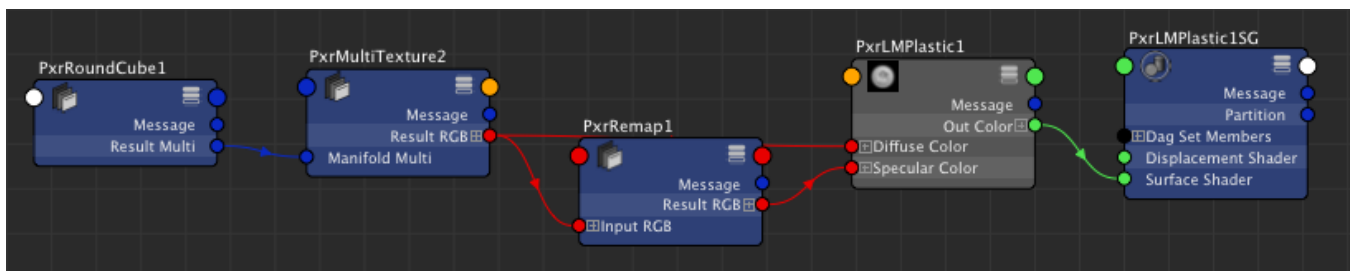 PxrRoundCube1
Message
Result Multi
PxrMultiTexture2
Message
Result RGB
Manifold Multi
PxrRemap1
Message
Result RGB
Input RGB
PxrLMPlastic1
Message
Out Color
Diffuse Color
Specular Color
PxrLMPlastic1SG
Message
Partition
Dag Set Members
Displacement Shader
Surface Shader